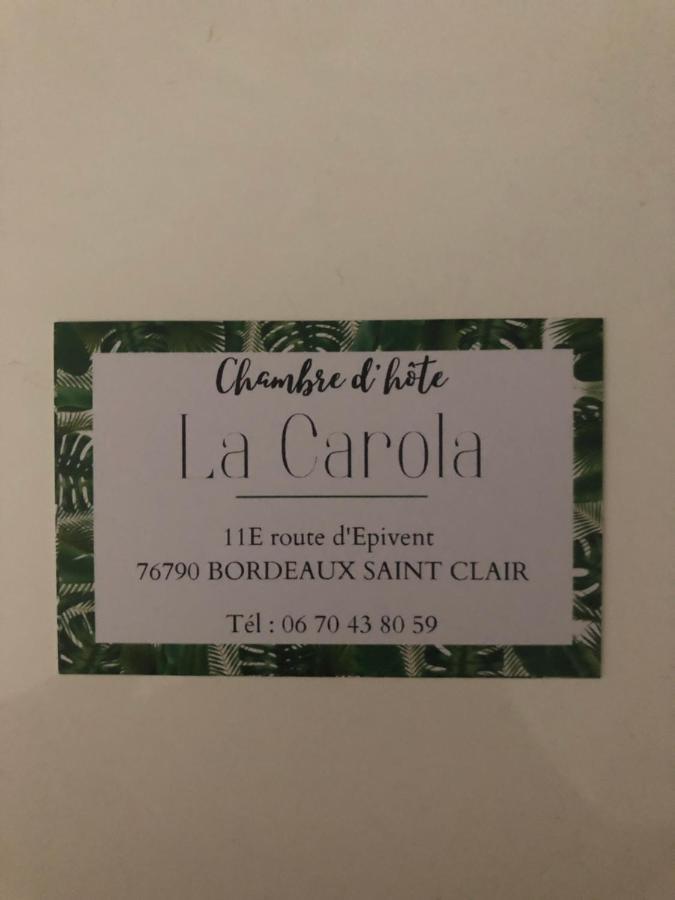 Chambre d'hôte
La Carola
11E route d'Epivent
76790 BORDEAUX SAINT CLAIR
Tél : 06 70 43 80 59